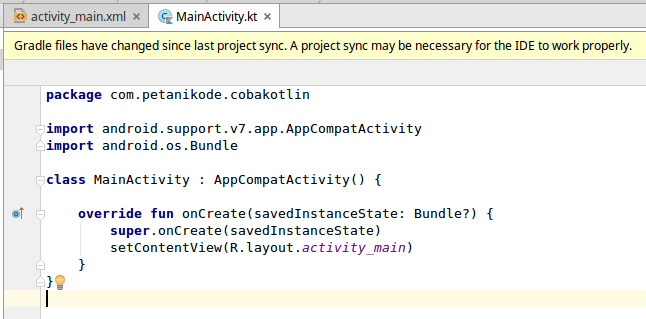 activity_main.xml MainActivity.kt
Gradle files have changed since last project sync. A project sync may be necessary for the IDE to work properly.
package com.petanikode.cobakotlin
import android.support.v7.app.AppCompatActivity
import android.os.Bundle
class MainActivity : AppCompatActivity() {
override fun onCreate(savedInstanceState: Bundle?) {
super.onCreate(savedInstanceState)
setContentView(R.layout.activity_main)
}
}